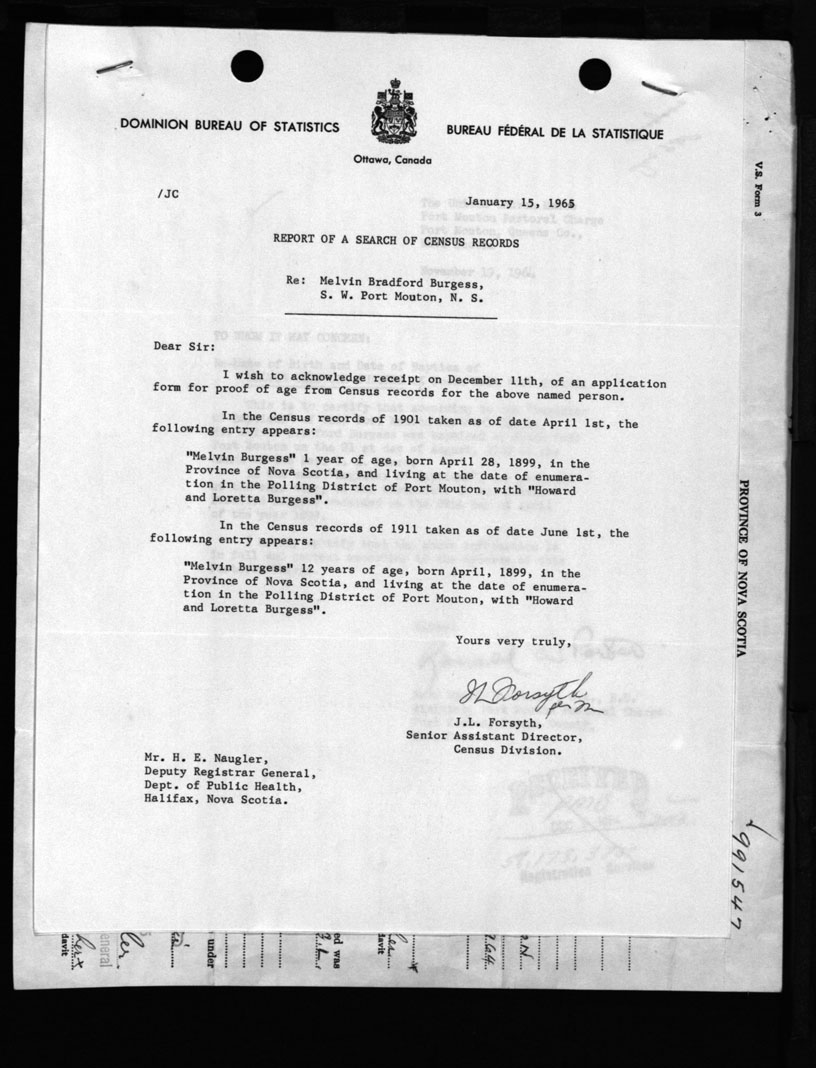 DOMINION BUREAU OF STATISTICS
BUREAU FÉDÉRAL DE LA STATISTIQUE
Ottawa, Canada
/JC
January 15, 1965
REPORT OF A SEARCH OF CENSUS RECORDS
Re: Melvin Bradford Burgess,
S. W. Port Mouton, N. S.
Dear Sir:
I wish to acknowledge receipt on December 11th, of an application
form for proof of age from Census records for the above named person.
In the Census records of 1901 taken as of date April 1st, the
following entry appears:
"Melvin Burgess" 1 year of age, born April 28, 1899, in the
Province of Nova Scotia, and living at the date of enumera-
tion in the Polling District of Port Mouton, with "Howard
and Loretta Burgess".
In the Census records of 1911 taken as of date June 1st, the
following entry appears:
"Melvin Burgess" 12 years of age, born April, 1899, in the
Province of Nova Scotia, and living at the date of enumera-
tion in the Polling District of Port Mouton, with "Howard
and Loretta Burgess".
Yours very truly,
J L Forsyth
per
J.L. Forsyth,
Senior Assistant Director,
Census Division.
Mr. H. E. Naugler,
Deputy Registrar General,
Dept. of Public Health,
Halifax, Nova Scotia.
V.S. Form 3
PROVINCE OF NOVA SCOTIA
991547
davit
eneral
under
ed was
davit